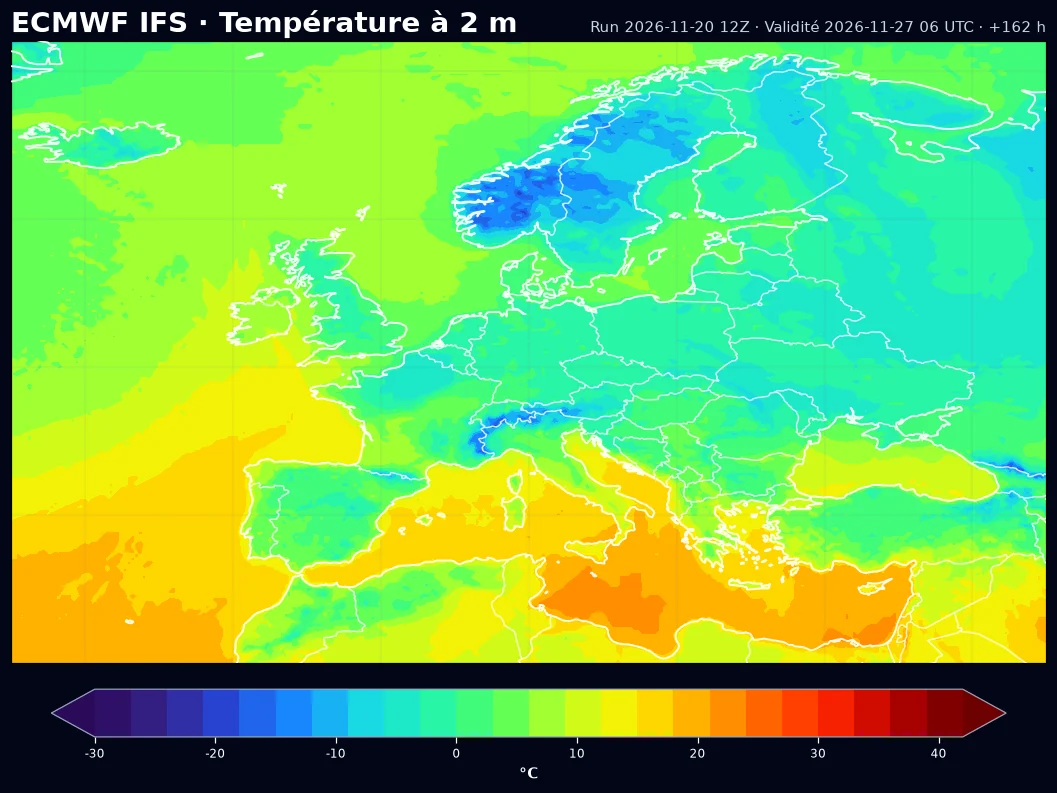 ECMWF IFS · Température à 2 m
Run 2026-11-20 12Z · Validité 2026-11-27 06 UTC · +162 h
-30 -20 -10 0 10 20 30 40
°C